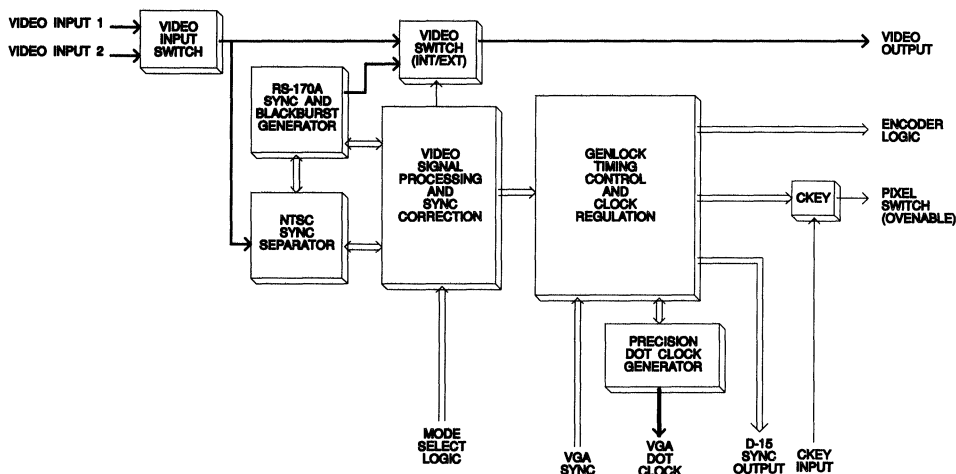 VIDEO INPUT 1
VIDEO INPUT 2
VIDEO
INPUT
SWITCH
VIDEO
SWITCH
(INT/EXT)
VIDEO
OUTPUT
RS-170A
SYNC AND
BLACKBURST
GENERATOR
NTSC
SYNC
SEPARATOR
VIDEO
SIGNAL
PROCESSING
AND
SYNC
CORRECTION
GENLOCK
TIMING
CONTROL
AND
CLOCK
REGULATION
ENCODER
LOGIC
CKEY
PIXEL
SWITCH
(OVENABLE)
PRECISION
DOT CLOCK
GENERATOR
MODE
SELECT
LOGIC
VGA
SYNC
VGA
DOT
CLOCK
D-15
SYNC
OUTPUT
CKEY
INPUT